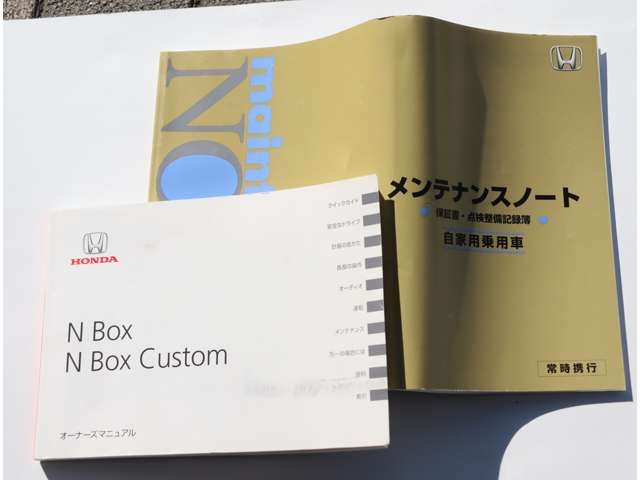 maint
NO
メンテナンスノート
保証書・点検整備記録簿
自家用乗用車
常時携行
HONDA
N Box
N Box Custom
オーナーズマニュアル
クイックガイド
安全なドライブ
計器の見かた
各部の操作
オーディオ
運転
メンテナンス
万一の場合には
資料
索引